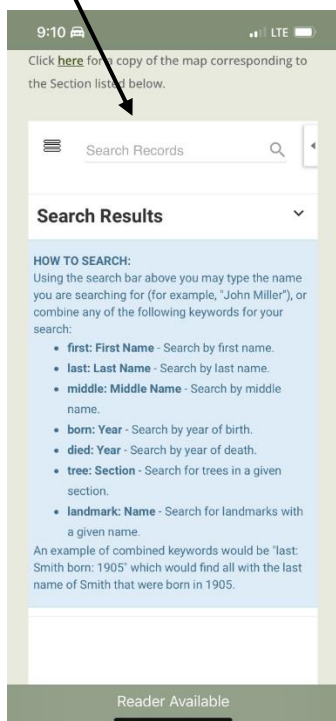 9:10 LTE
Click here for a copy of the map corresponding to
the Section listed below.
Search Records
Search Results
HOW TO SEARCH:
Using the search bar above you may type the name
you are searching for (for example, "John Miller"), or
combine any of the following keywords for your
search:
• first: First Name - Search by first name.
• last: Last Name - Search by last name.
• middle: Middle Name - Search by middle
name.
• born: Year - Search by year of birth.
• died: Year - Search by year of death.
• tree: Section - Search for trees in a given
section.
• landmark: Name - Search for landmarks with
a given name.
An example of combined keywords would be "last:
Smith born: 1905" which would find all with the last
name of Smith that were born in 1905.
Reader Available